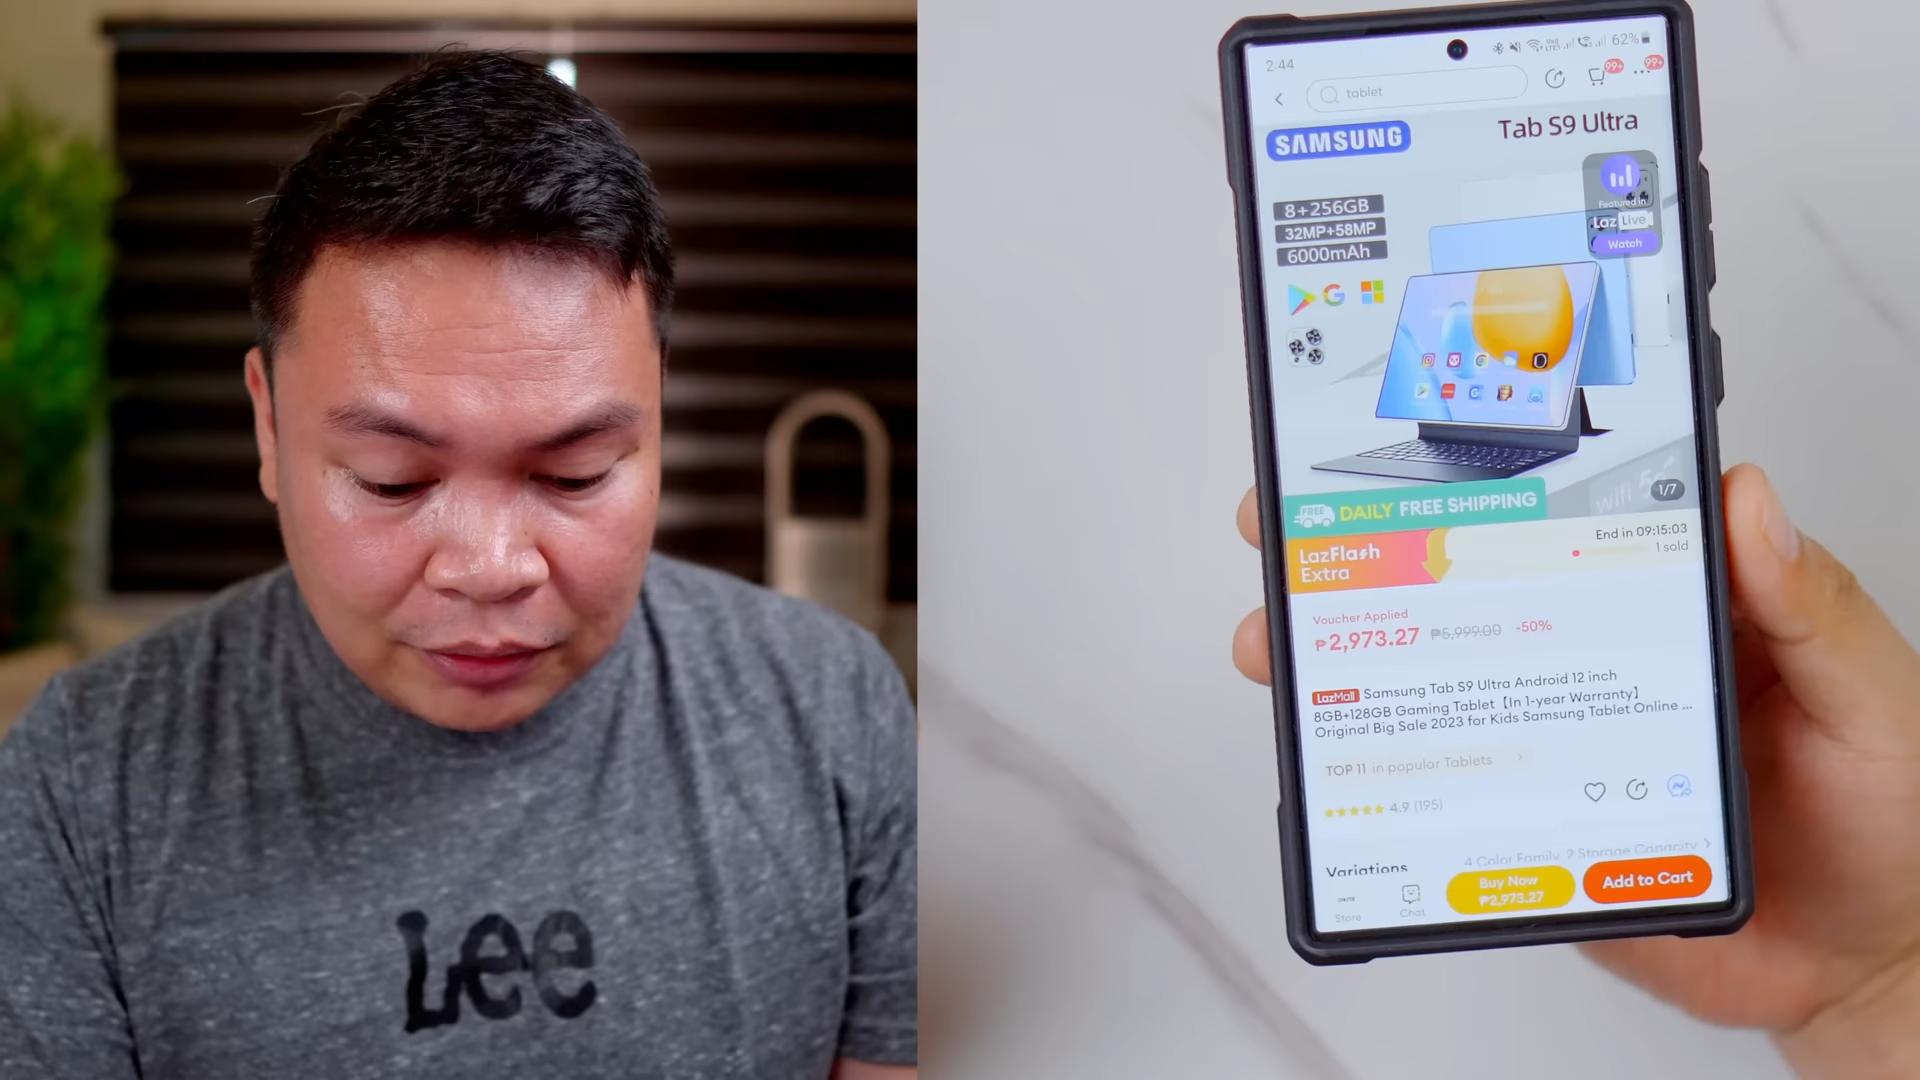 Lee
2:44
62%
tablet
99+
99+
SAMSUNG
Tab S9 Ultra
8+256GB
32MP+58MP
6000mAh
Featured in
Laz Live
Watch
wifi
1/7
FREE
DAILY FREE SHIPPING
LazFlash
Extra
End in 09:15:03
1 sold
Voucher Applied
₱2,973.27 ₱5,999.00 -50%
LazMall Samsung Tab S9 Ultra Android 12 inch
8GB+128GB Gaming Tablet【In 1-year Warranty】
Original Big Sale 2023 for Kids Samsung Tablet Online ...
TOP 11 in popular Tablets
4.9 (195)
Variations
4 Color Family, 2 Storage Capacity
Store
Chat
Buy Now
₱2,973.27
Add to Cart